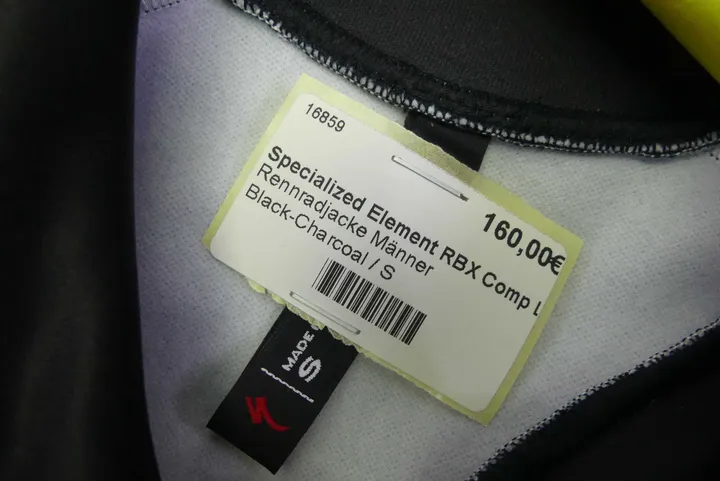 16859
160,00€
Specialized Element RBX Comp L
Rennradjacke Männer
Black-Charcoal / S
MADE
S